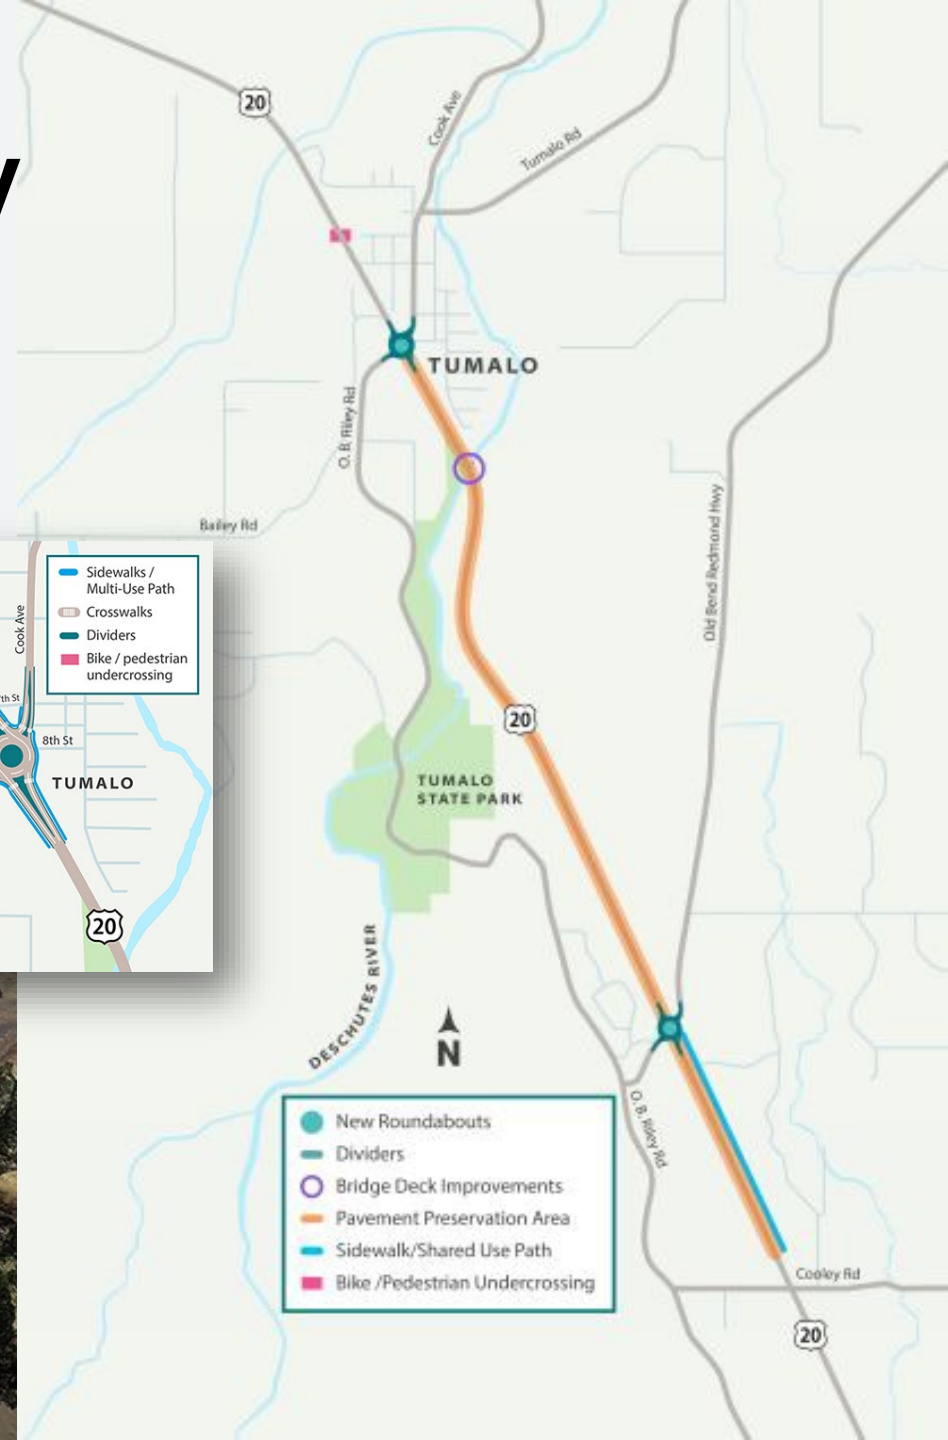 y
20
Cook Ave
Tumalo Rd
TUMALO
O. B. Riley Rd
Bailey Rd
Old Bend Redmond Hwy
Sidewalks /
Multi-Use Path
Crosswalks
Dividers
Bike / pedestrian
undercrossing
Cook Ave
7th St
8th St
TUMALO
20
20
TUMALO
STATE PARK
DESCHUTES RIVER
N
New Roundabouts
Dividers
Bridge Deck Improvements
Pavement Preservation Area
Sidewalk/Shared Use Path
Bike /Pedestrian Undercrossing
O. B. Riley Rd
Cooley Rd
20